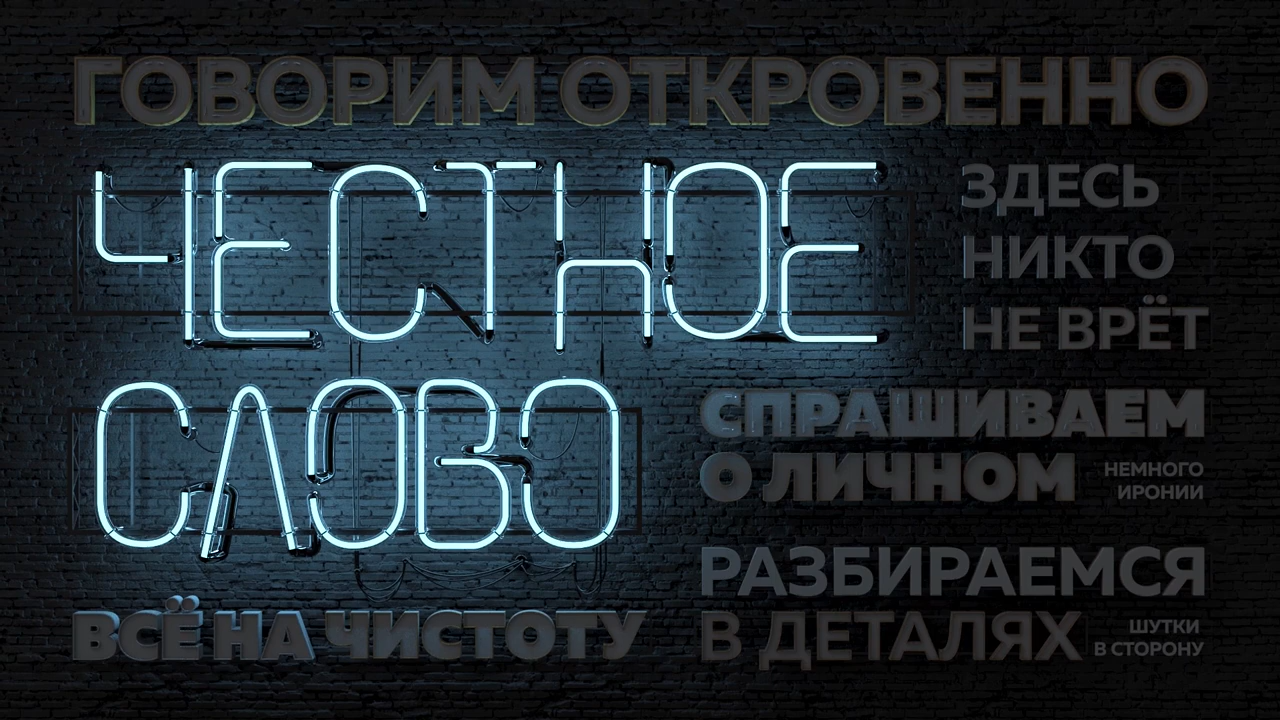 ГОВОРИМ ОТКРОВЕННО
ЧЕСТНОЕ
СЛОВО
ЗДЕСЬ
НИКТО
НЕ ВРЁТ
СПРАШИВАЕМ
О ЛИЧНОМ
НЕМНОГО
ИРОНИИ
РАЗБИРАЕМСЯ
В ДЕТАЛЯХ
ШУТКИ
В СТОРОНУ
ВСЁ НА ЧИСТОТУ